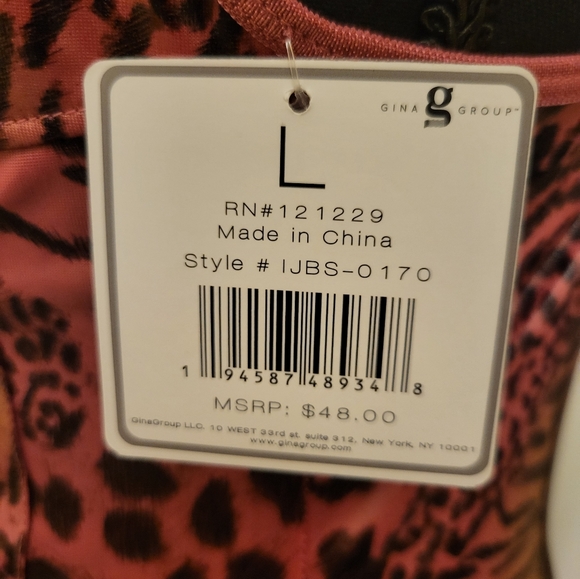 GINA g GROUP™
L
RN#121229
Made in China
Style # IJBS-0170
1 94587 48934 8
MSRP: $48.00
GinaGroup LLC. 10 WEST 33rd st. suite 312. New York, NY 10001
www.ginagroup.com